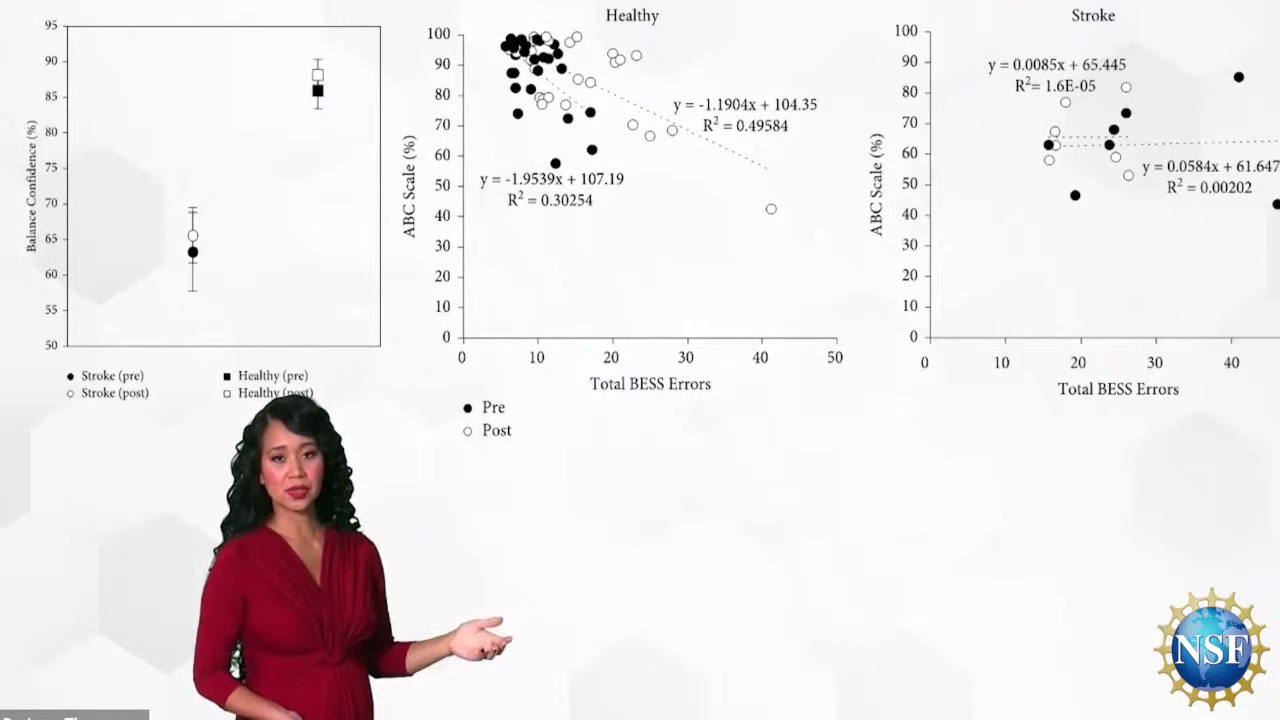 95
90
85
80
75
70
65
60
55
50
Balance Confidence (%)
Stroke (pre)
Stroke (post)
Healthy (pre)
Healthy (post)
Healthy
100
90
80
70
60
50
40
30
20
10
0
ABC Scale (%)
y = -1.1904x + 104.35
R² = 0.49584
y = -1.9539x + 107.19
R² = 0.30254
0 10 20 30 40 50
Total BESS Errors
Pre
Post
Stroke
100
90
80
70
60
50
40
30
20
10
0
ABC Scale (%)
y = 0.0085x + 65.445
R² = 1.6E-05
y = 0.0584x + 61.647
R² = 0.00202
0 10 20 30 40
Total BESS Errors
NSF